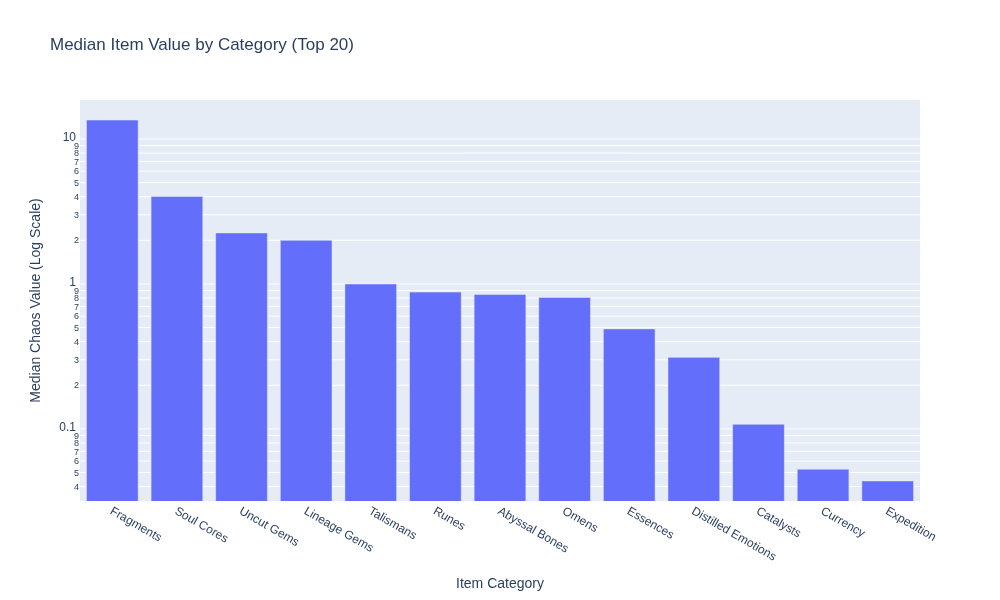 Median Item Value by Category (Top 20)
Median Chaos Value (Log Scale)
10
9
8
7
6
5
4
3
2
1
9
8
7
6
5
4
3
2
0.1
9
8
7
6
5
4
Fragments
Soul Cores
Uncut Gems
Lineage Gems
Talismans
Runes
Abyssal Bones
Omens
Essences
Distilled Emotions
Catalysts
Currency
Expedition
Item Category